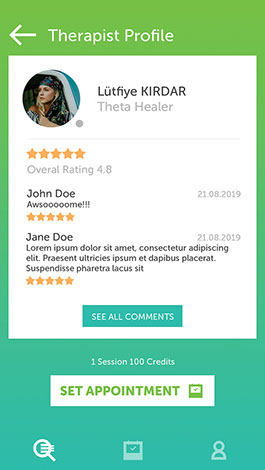 Therapist Profile
Lütfiye KIRDAR
Theta Healer
Overal Rating 4.8
John Doe 21.08.2019
Awsooooome!!!
Jane Doe 21.08.2019
Lorem ipsum dolor sit amet, consectetur adipiscing
elit. Praesent ultricies ipsum et dapibus placerat.
Suspendisse pharetra lacus sit
SEE ALL COMMENTS
1 Session 100 Credits
SET APPOINTMENT